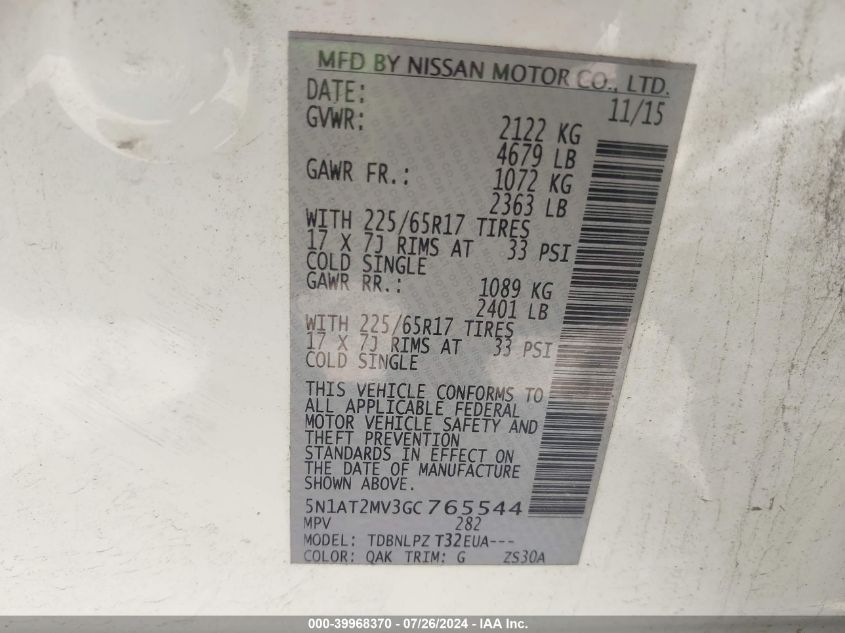 MFD BY NISSAN MOTOR CO., LTD.
DATE: 11/15
GVWR: 2122 KG
4679 LB
GAWR FR.: 1072 KG
2363 LB
WITH 225/65R17 TIRES
17 X 7J RIMS AT 33 PSI
COLD SINGLE
GAWR RR.: 1089 KG
2401 LB
WITH 225/65R17 TIRES
17 X 7J RIMS AT 33 PSI
COLD SINGLE
THIS VEHICLE CONFORMS TO
ALL APPLICABLE FEDERAL
MOTOR VEHICLE SAFETY AND
THEFT PREVENTION
STANDARDS IN EFFECT ON
THE DATE OF MANUFACTURE
SHOWN ABOVE.
5N1AT2MV3GC765544
MPV 282
MODEL: TDBNLPZ T32EUA---
COLOR: QAK TRIM: G ZS30A
000-39968370 - 07/26/2024 - IAA Inc.